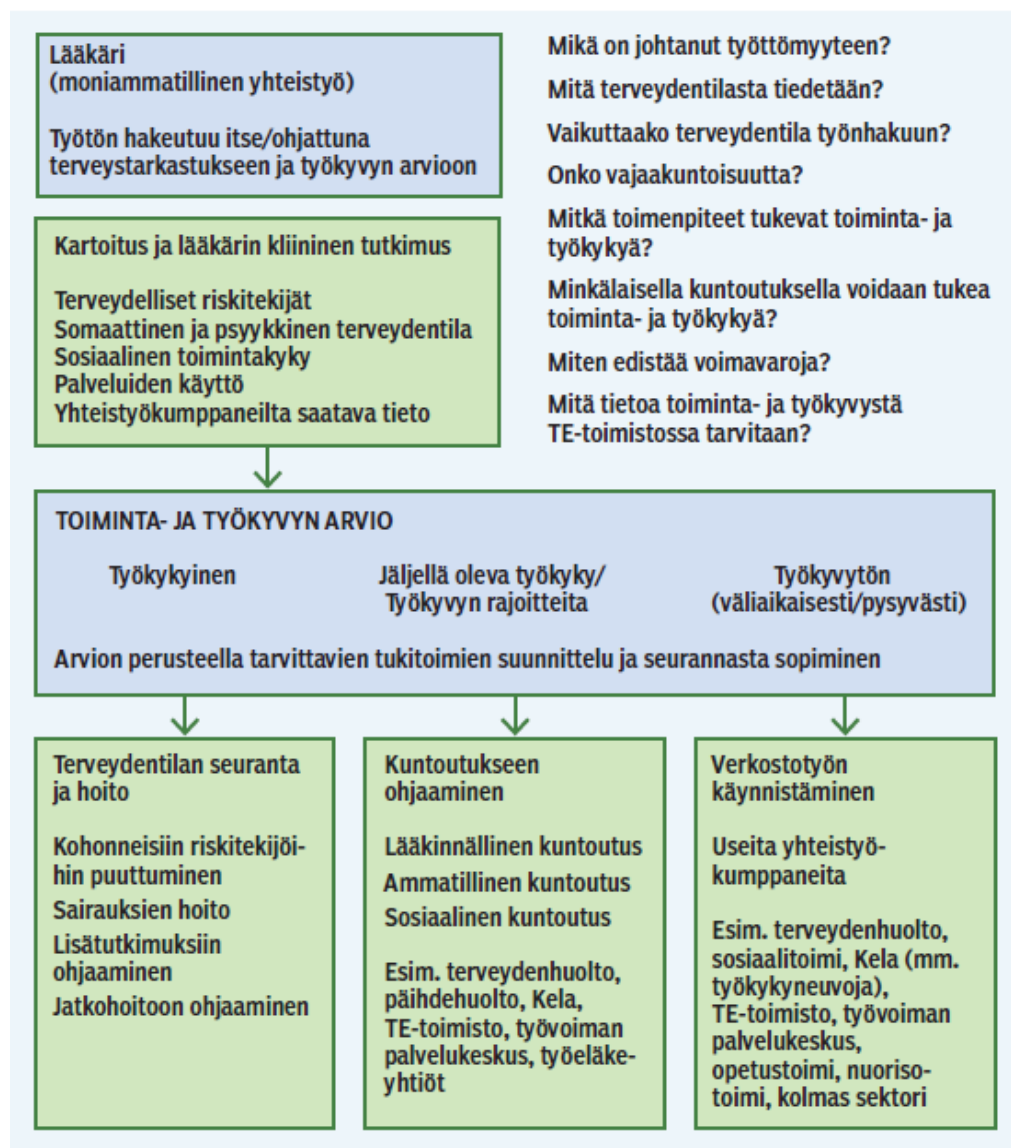 Lääkäri
(moniammatillinen yhteistyö)
Työtön hakeutuu itse/ohjattuna
terveystarkastukseen ja työkyvyn arvioon
Mikä on johtanut työttömyyteen?
Mitä terveydentilasta tiedetään?
Vaikuttaako terveydentila työnhakuun?
Onko vajaakuntoisuutta?
Mitkä toimenpiteet tukevat toiminta- ja
työkykyä?
Minkälaisella kuntoutuksella voidaan tukea
toiminta- ja työkykyä?
Miten edistää voimavaroja?
Mitä tietoa toiminta- ja työkyvystä
TE-toimistossa tarvitaan?
Kartoitus ja lääkärin kliininen tutkimus
Terveydelliset riskitekijät
Somaattinen ja psyykkinen terveydentila
Sosiaalinen toimintakyky
Palveluiden käyttö
Yhteistyökumppaneilta saatava tieto
TOIMINTA- JA TYÖKYVYN ARVIO
Työkykyinen
Jäljellä oleva työkyky/
Työkyvyn rajoitteita
Työkyvytön
(väliaikaisesti/pysyvästi)
Arvion perusteella tarvittavien tukitoimien suunnittelu ja seurannasta sopiminen
Terveydentilan seuranta
ja hoito
Kohonneisiin riskitekijöi-
hin puuttuminen
Sairauksien hoito
Lisätutkimuksiin
ohjaaminen
Jatkohoitoon ohjaaminen
Kuntoutukseen
ohjaaminen
Lääkinnällinen kuntoutus
Ammatillinen kuntoutus
Sosiaalinen kuntoutus
Esim. terveydenhuolto,
päihdehuolto, Kela,
TE-toimisto, työvoiman
palvelukeskus, työeläke-
yhtiöt
Verkostotyön
käynnistäminen
Useita yhteistyö-
kumppaneita
Esim. terveydenhuolto,
sosiaalitoimi, Kela (mm.
työkykyneuvoja),
TE-toimisto, työvoiman
palvelukeskus,
opetustoimi, nuoriso-
toimi, kolmas sektori